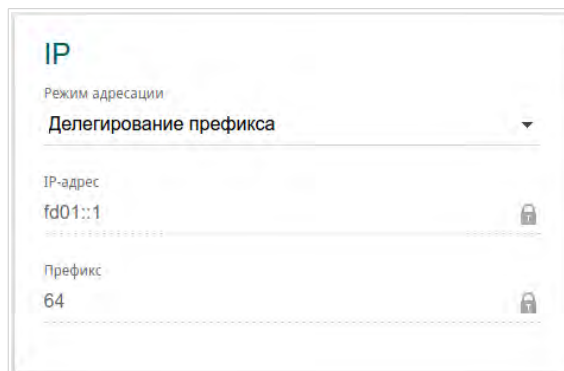 IP
Режим адресации
Делегирование префикса
IP-адрес
fd01::1
Префикс
64